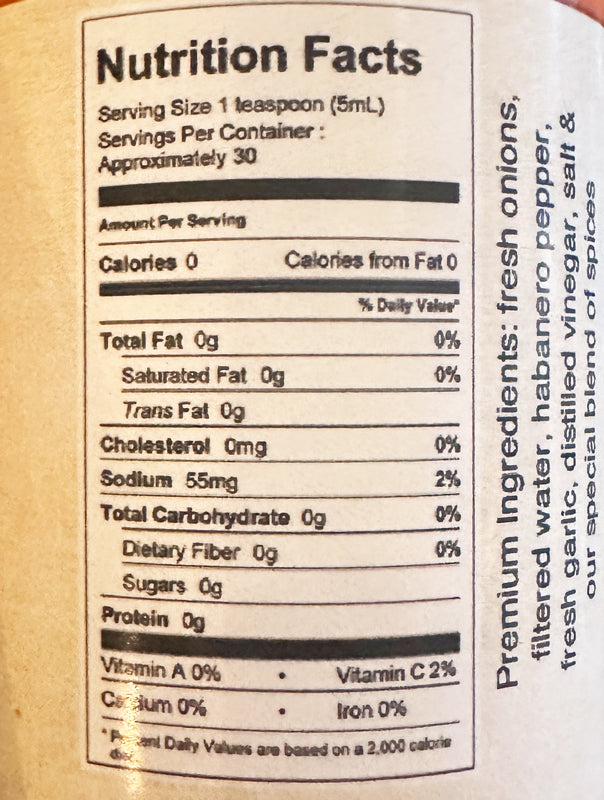 Nutrition Facts
Serving Size 1 teaspoon (5mL)
Servings Per Container :
Approximately 30
Amount Per Serving
Calories 0 Calories from Fat 0
% Daily Value*
Total Fat 0g 0%
Saturated Fat 0g 0%
Trans Fat 0g
Cholesterol 0mg 0%
Sodium 55mg 2%
Total Carbohydrate 0g 0%
Dietary Fiber 0g 0%
Sugars 0g
Protein 0g
Vitamin A 0% • Vitamin C 2%
Calcium 0% • Iron 0%
*Percent Daily Values are based on a 2,000 calorie
Premium Ingredients: fresh onions,
filtered water, habanero pepper,
fresh garlic, distilled vinegar, salt &
our special blend of spices